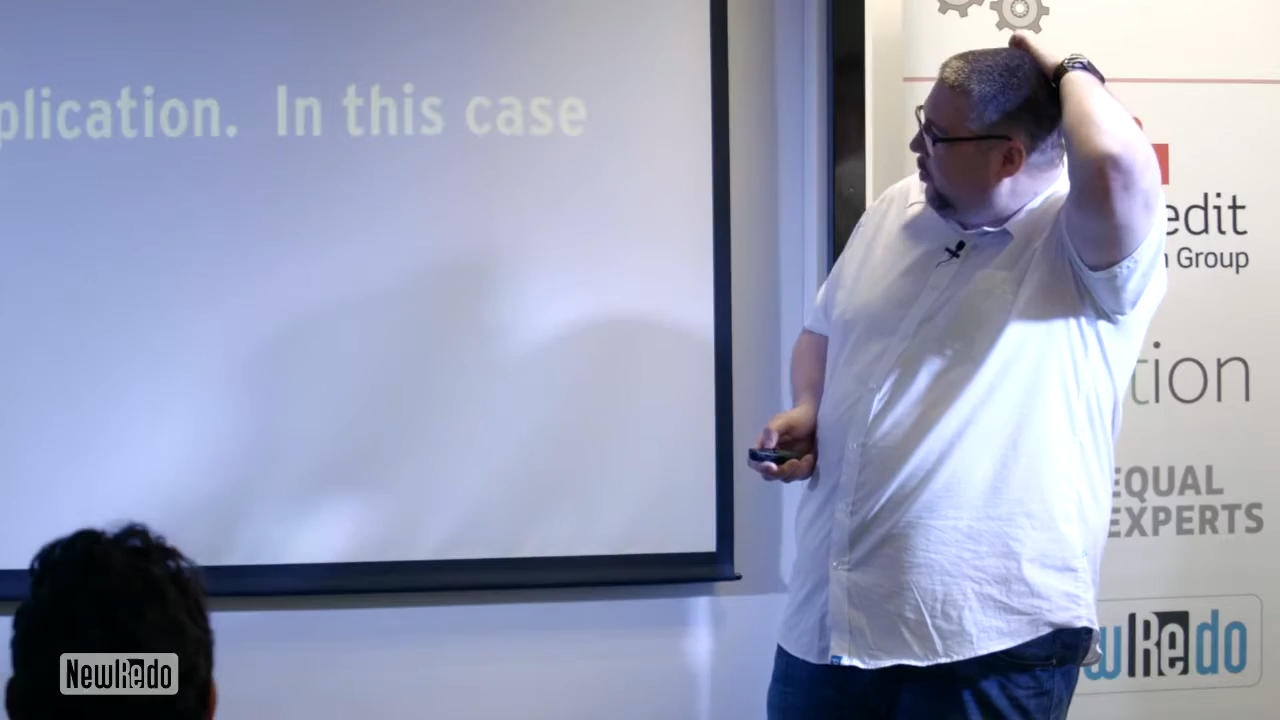 plication. In this case
edit
n Group
tion
EQUAL
EXPERTS
wRedo
NewRedo